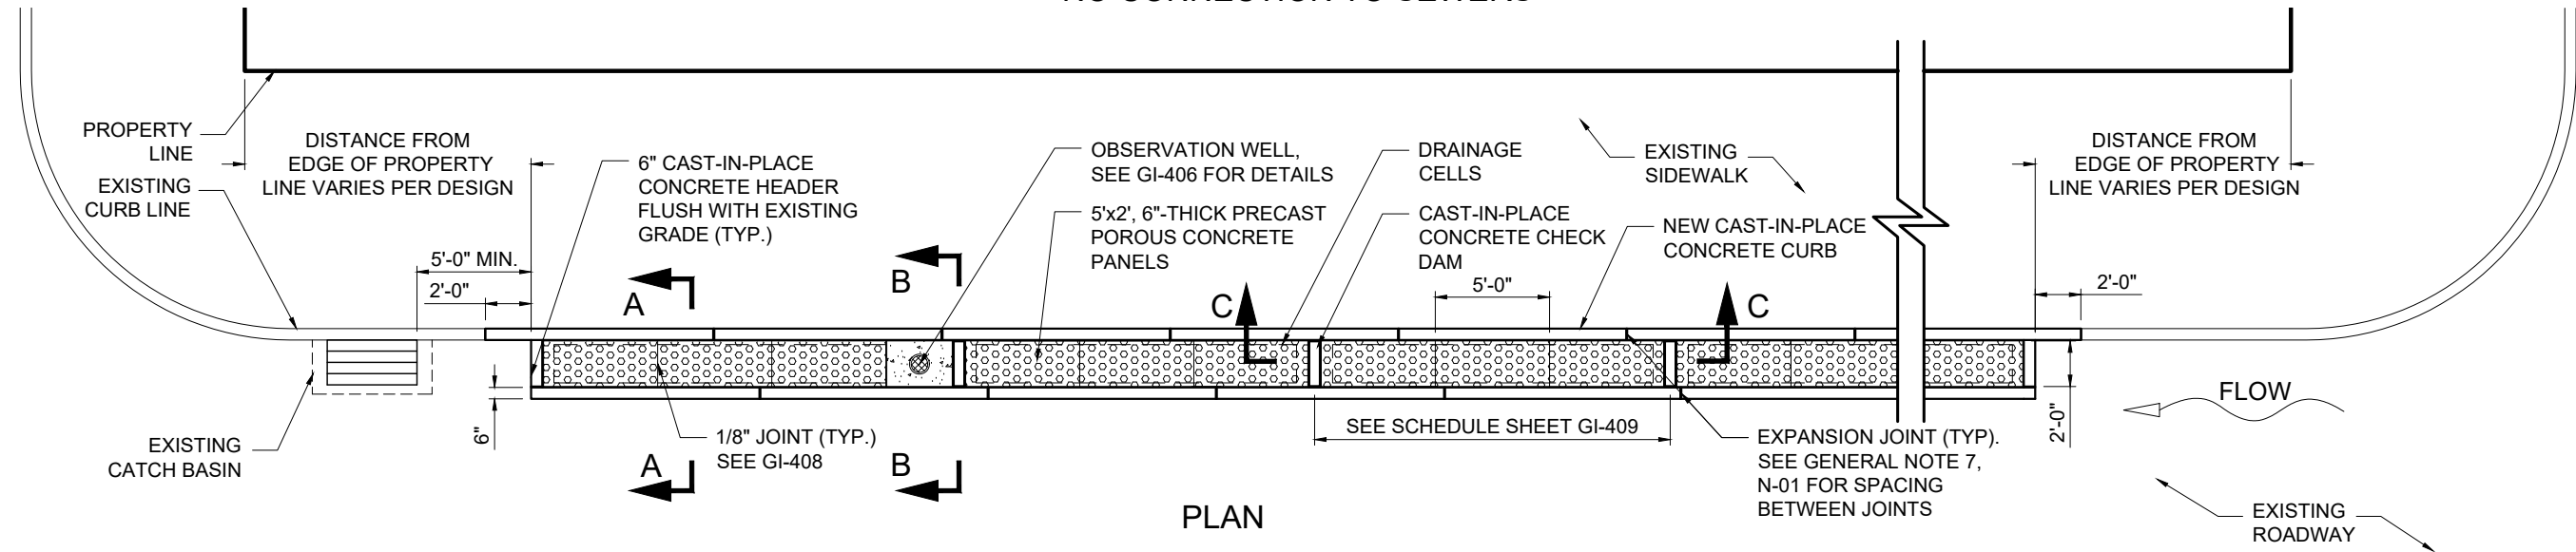 NO CONNECTION TO SEWERS
PROPERTY
LINE
EXISTING
CURB LINE
DISTANCE FROM
EDGE OF PROPERTY
LINE VARIES PER DESIGN
5'-0" MIN.
2'-0"
6" CAST-IN-PLACE
CONCRETE HEADER
FLUSH WITH EXISTING
GRADE (TYP.)
OBSERVATION WELL,
SEE GI-406 FOR DETAILS
5'x2', 6"-THICK PRECAST
POROUS CONCRETE
PANELS
DRAINAGE
CELLS
CAST-IN-PLACE
CONCRETE CHECK
DAM
5'-0"
EXISTING
SIDEWALK
NEW CAST-IN-PLACE
CONCRETE CURB
DISTANCE FROM
EDGE OF PROPERTY
LINE VARIES PER DESIGN
2'-0"
A
B
C
C
EXISTING
CATCH BASIN
6"
1/8" JOINT (TYP.)
SEE GI-408
A
B
SEE SCHEDULE SHEET GI-409
EXPANSION JOINT (TYP).
SEE GENERAL NOTE 7,
N-01 FOR SPACING
BETWEEN JOINTS
2'-0"
FLOW
EXISTING
ROADWAY
PLAN